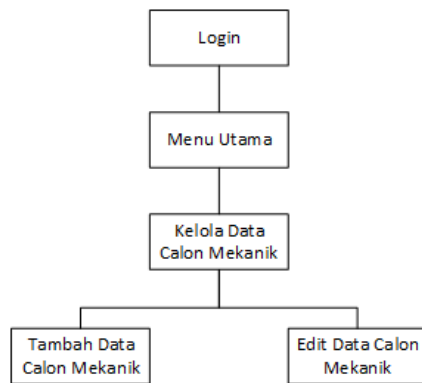 Login
Menu Utama
Kelola Data
Calon Mekanik
Tambah Data
Calon Mekanik
Edit Data Calon
Mekanik